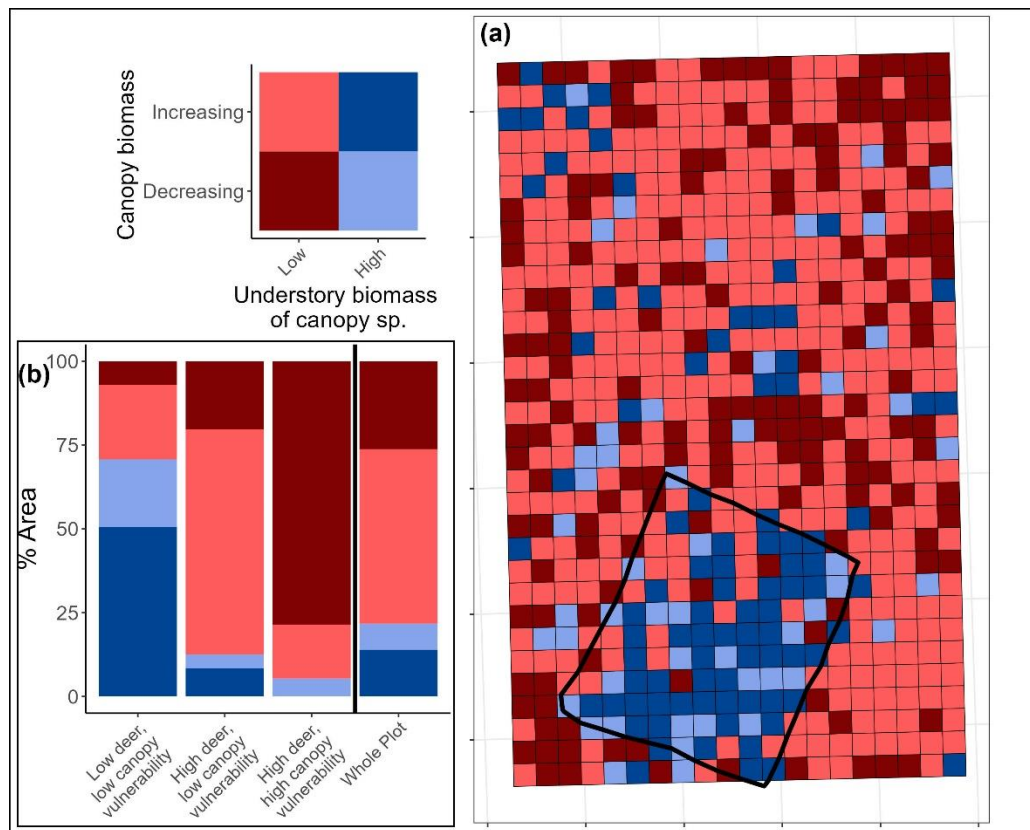 Canopy biomass
Increasing
Decreasing
Low
High
Understory biomass
of canopy sp.
(a)
(b)
% Area
100
75
50
25
0
Low deer,
low canopy
vulnerability
High deer,
low canopy
vulnerability
High deer,
high canopy
vulnerability
Whole Plot